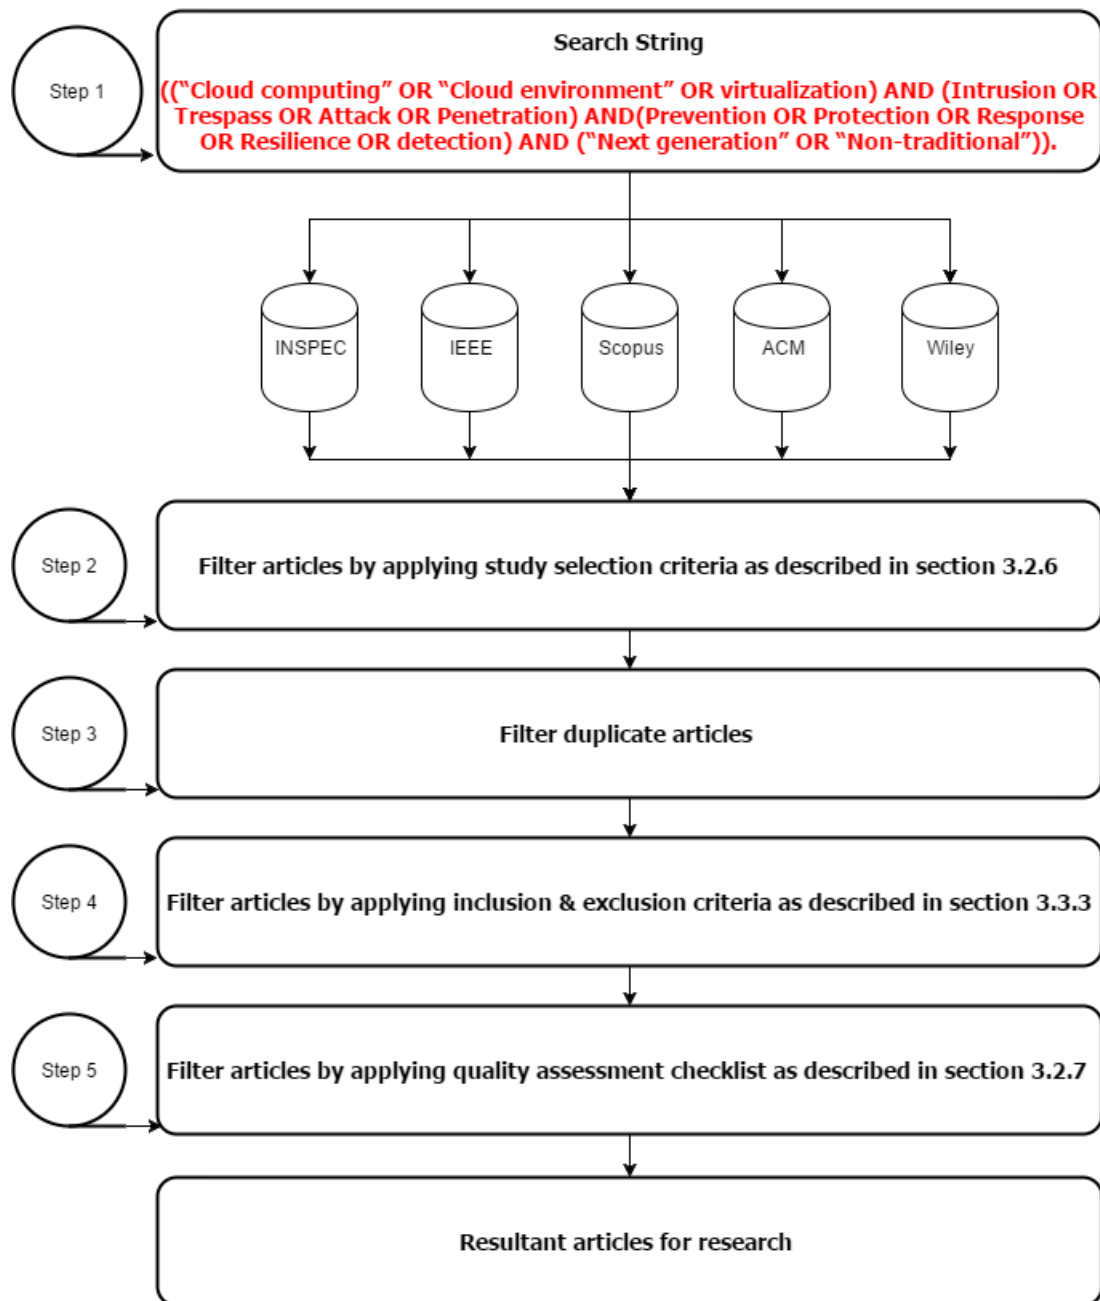 Search String
Step 1
((“Cloud computing” OR “Cloud environment” OR virtualization) AND (Intrusion OR
Trespass OR Attack OR Penetration) AND(Prevention OR Protection OR Response
OR Resilience OR detection) AND (“Next generation” OR “Non-traditional”)).
INSPEC IEEE Scopus ACM Wiley
Step 2
Filter articles by applying study selection criteria as described in section 3.2.6
Step 3
Filter duplicate articles
Step 4
Filter articles by applying inclusion & exclusion criteria as described in section 3.3.3
Step 5
Filter articles by applying quality assessment checklist as described in section 3.2.7
Resultant articles for research